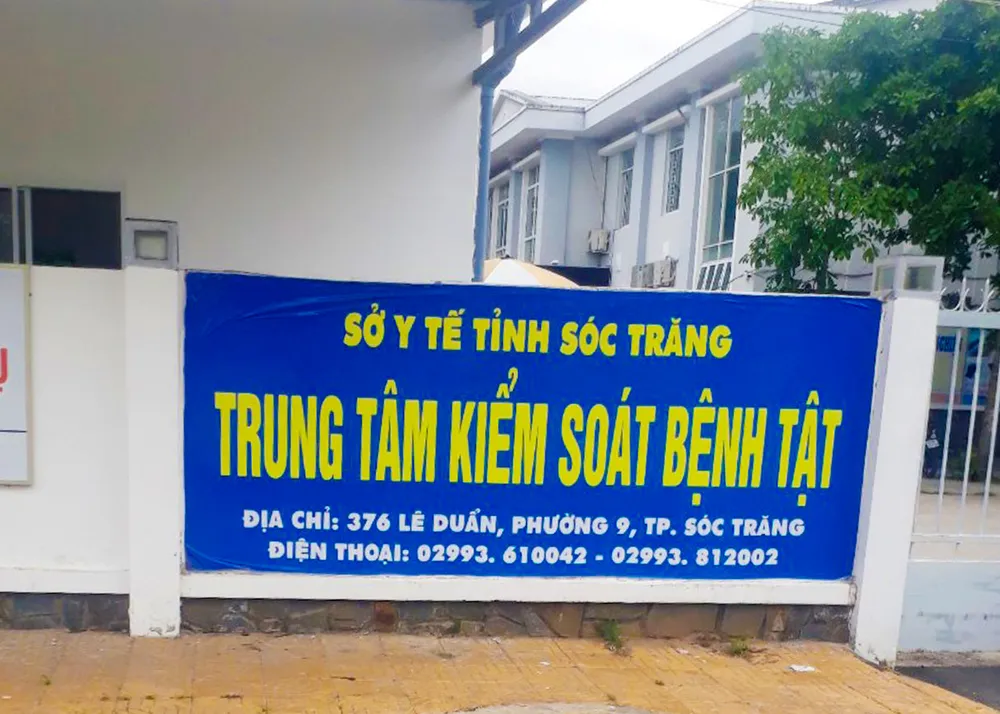 SỞ Y TẾ TỈNH SÓC TRĂNG
TRUNG TÂM KIỂM SOÁT BỆNH TẬT
ĐỊA CHỈ: 376 LÊ DUẨN, PHƯỜNG 9, TP. SÓC TRĂNG
ĐIỆN THOẠI: 02993. 610042 - 02993. 812002